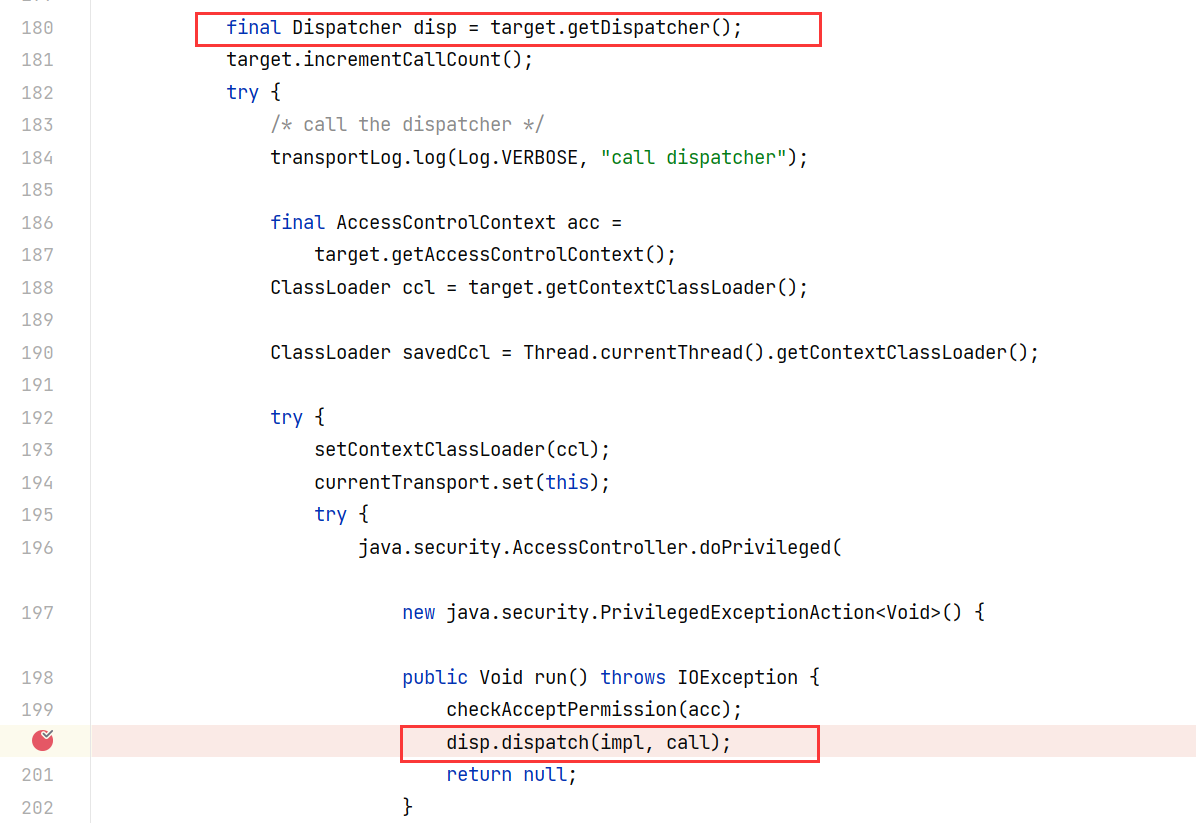 180 final Dispatcher disp = target.getDispatcher();
181 target.incrementCallCount();
182 try {
183 /* call the dispatcher */
184 transportLog.log(Log.VERBOSE, "call dispatcher");
185
186 final AccessControlContext acc =
187 target.getAccessControlContext();
188 ClassLoader ccl = target.getContextClassLoader();
189
190 ClassLoader savedCcl = Thread.currentThread().getContextClassLoader();
191
192 try {
193 setContextClassLoader(ccl);
194 currentTransport.set(this);
195 try {
196 java.security.AccessController.doPrivileged(
197 new java.security.PrivilegedExceptionAction<Void>() {
198 public Void run() throws IOException {
199 checkAcceptPermission(acc);
disp.dispatch(impl, call);
201 return null;
202 }